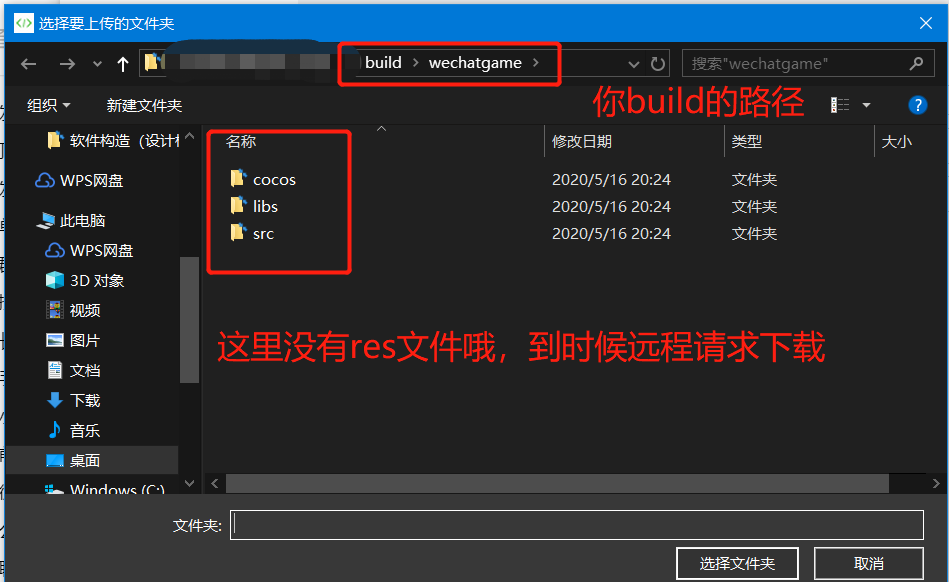 选择要上传的文件夹
build > wechatgame >
搜索"wechatgame"
组织
新建文件夹
你build的路径
?
软件构造（设计
WPS网盘
此电脑
WPS网盘
3D 对象
视频
图片
文档
下载
音乐
桌面
Windows (C:)
名称 修改日期 类型 大小
cocos 2020/5/16 20:24 文件夹
libs 2020/5/16 20:24 文件夹
src 2020/5/16 20:24 文件夹
这里没有res文件哦，到时候远程请求下载
文件夹:
选择文件夹 取消